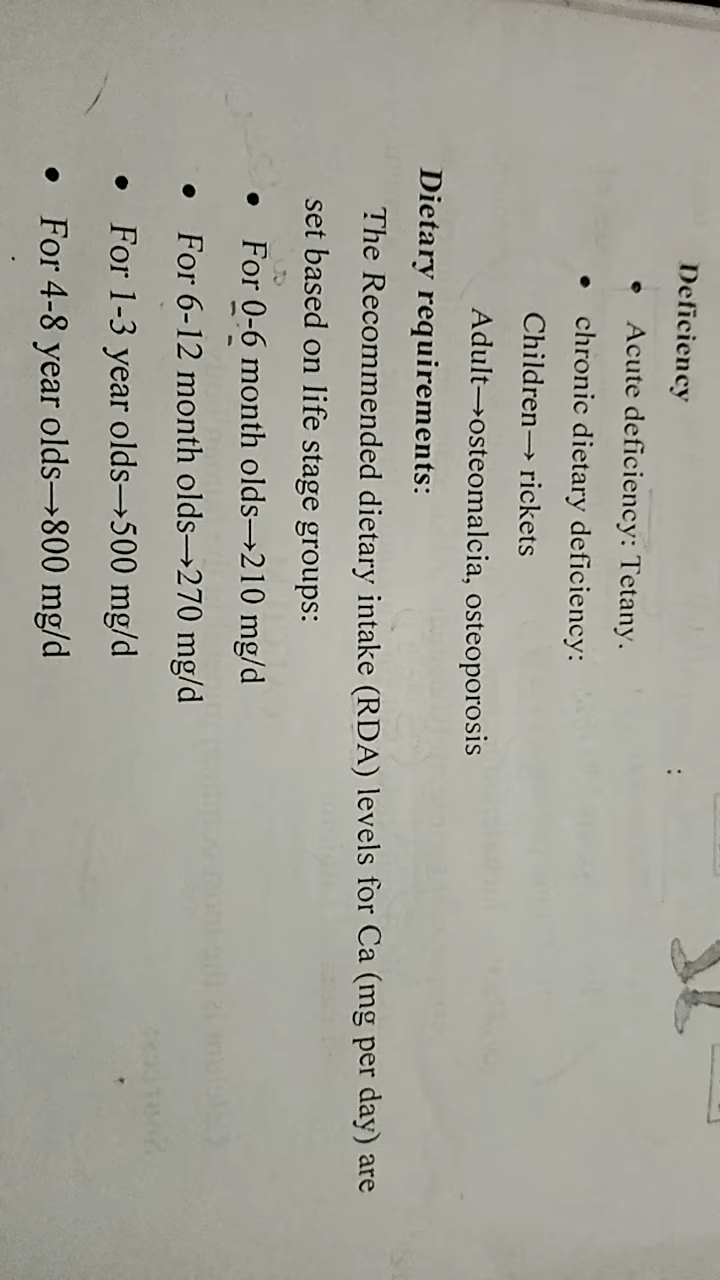 Deficiency
• Acute deficiency: Tetany.
• chronic dietary deficiency:
Children→ rickets
Adult→osteomalcia, osteoporosis
Dietary requirements:
The Recommended dietary intake (RDA) levels for Ca (mg per day) are
set based on life stage groups:
• For 0-6 month olds→210 mg/d
• For 6-12 month olds→270 mg/d
• For 1-3 year olds→500 mg/d
• For 4-8 year olds→800 mg/d